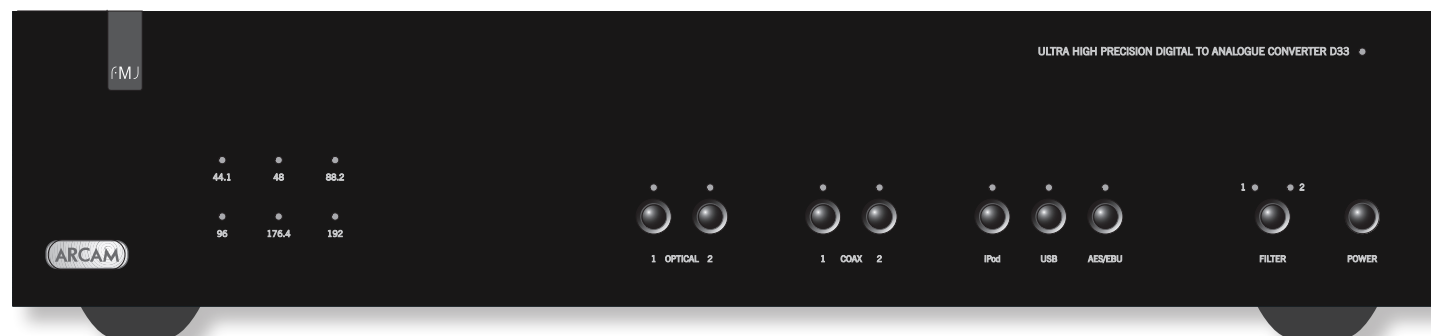 FMJ
ULTRA HIGH PRECISION DIGITAL TO ANALOGUE CONVERTER D33
44.1 48 88.2
1 2
96 176.4 192
ARCAM
1 OPTICAL 2 1 COAX 2 IPod USB AES/EBU FILTER POWER